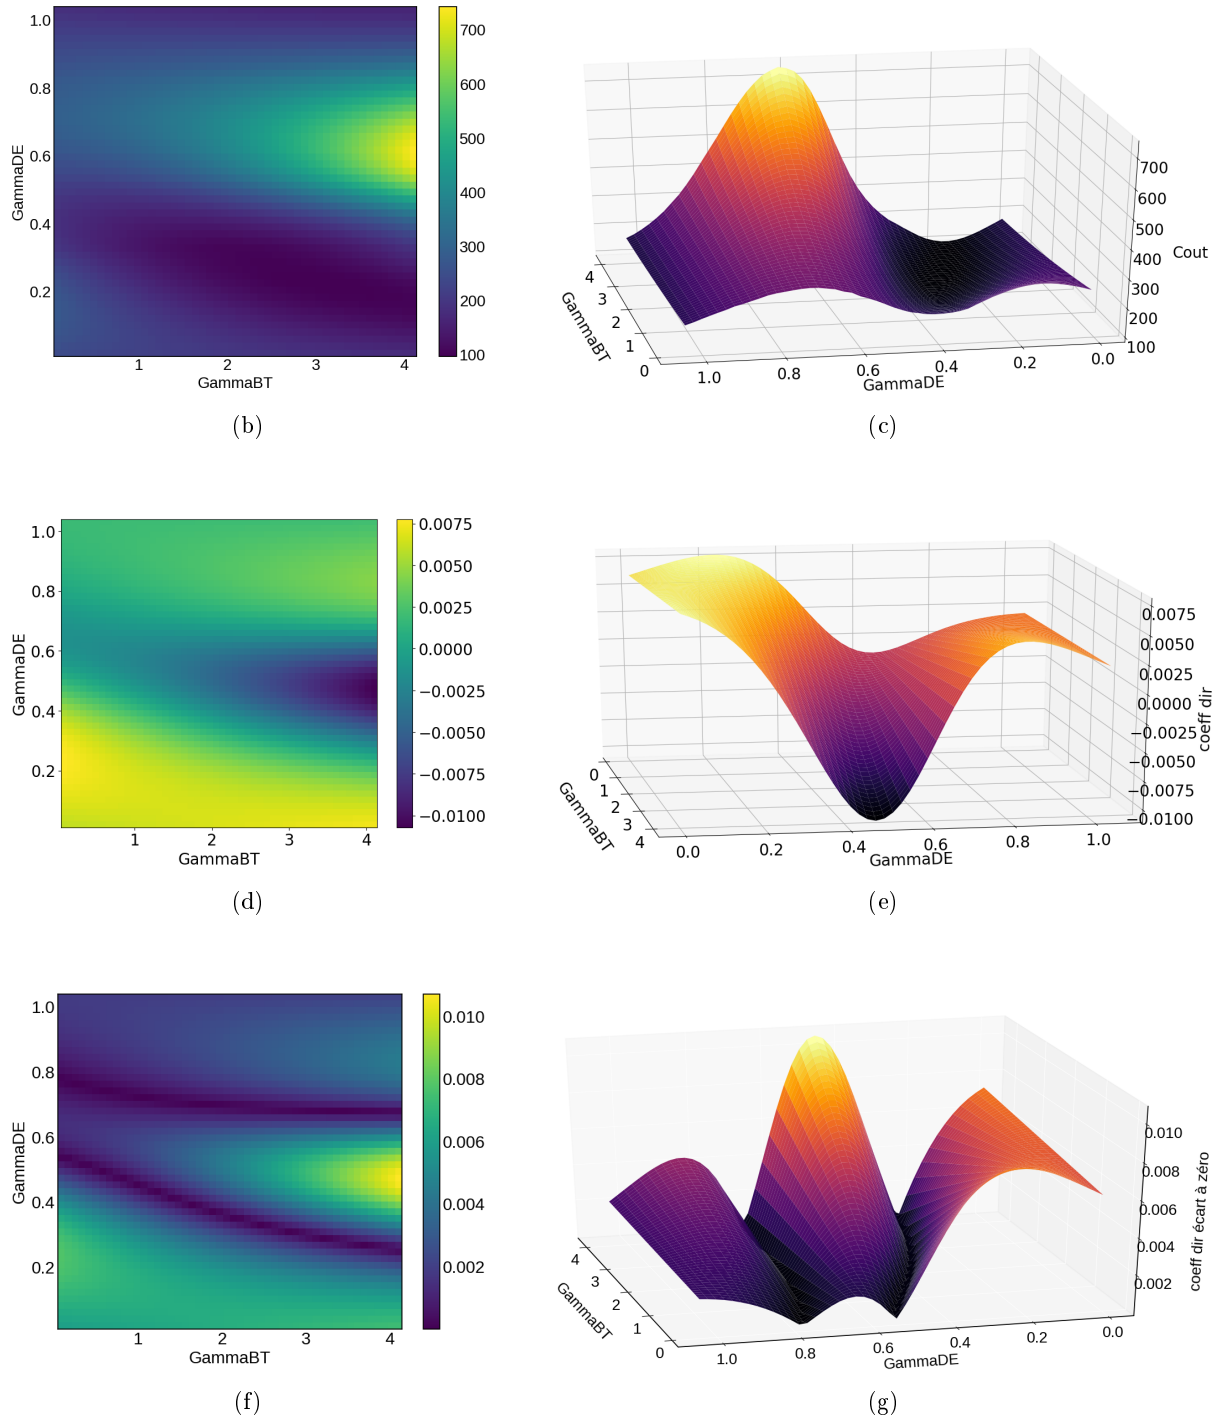 1.0
0.8
0.6
0.4
0.2
GammaDE
1 2 3 4
GammaBT
700
600
500
400
300
200
100
(b)
4
3
2
1
0
GammaBT
1.0 0.8 0.6 0.4 0.2 0.0
GammaDE
700
600
500
400
300
200
100
Cout
(c)
1.0
0.8
0.6
0.4
0.2
GammaDE
1 2 3 4
GammaBT
0.0075
0.0050
0.0025
0.0000
−0.0025
−0.0050
−0.0075
−0.0100
(d)
0
1
2
3
4
GammaBT
0.0 0.2 0.4 0.6 0.8 1.0
GammaDE
0.0075
0.0050
0.0025
0.0000
−0.0025
−0.0050
−0.0075
−0.0100
coeff dir
(e)
1.0
0.8
0.6
0.4
0.2
GammaDE
1 2 3 4
GammaBT
0.010
0.008
0.006
0.004
0.002
(f)
4
3
2
1
0
GammaBT
1.0 0.8 0.6 0.4 0.2 0.0
GammaDE
0.010
0.008
0.006
0.004
0.002
coeff dir écart à zéro
(g)